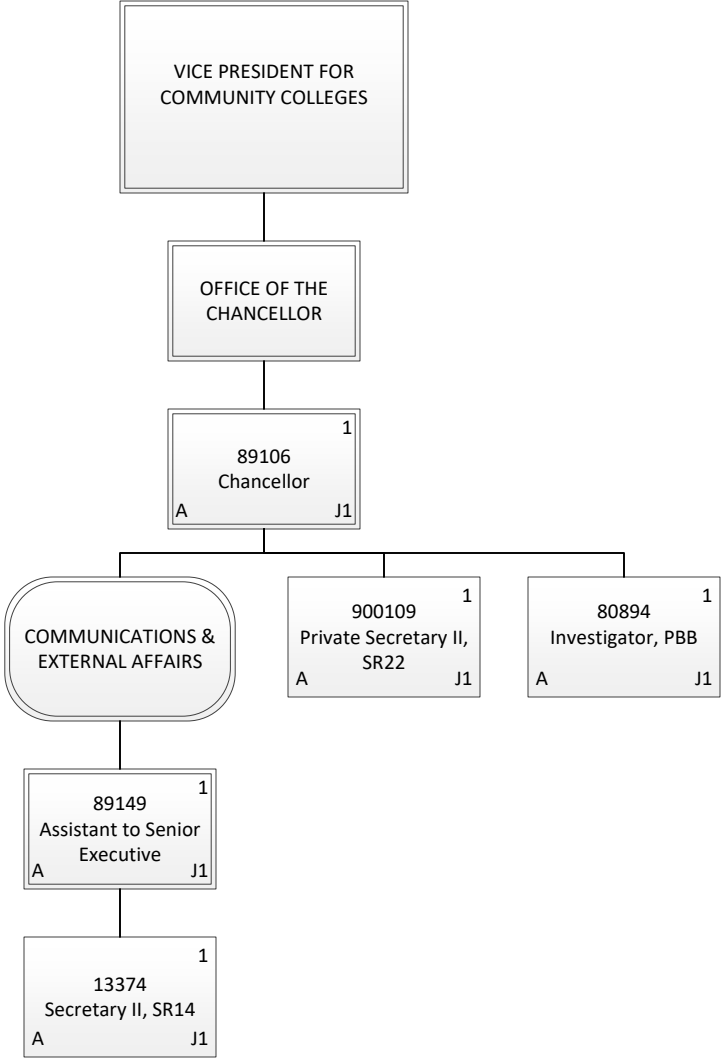 VICE PRESIDENT FOR
COMMUNITY COLLEGES
OFFICE OF THE
CHANCELLOR
1
89106
Chancellor
A J1
COMMUNICATIONS &
EXTERNAL AFFAIRS
1
900109
Private Secretary II,
SR22
A J1
1
80894
Investigator, PBB
A J1
1
89149
Assistant to Senior
Executive
A J1
1
13374
Secretary II, SR14
A J1